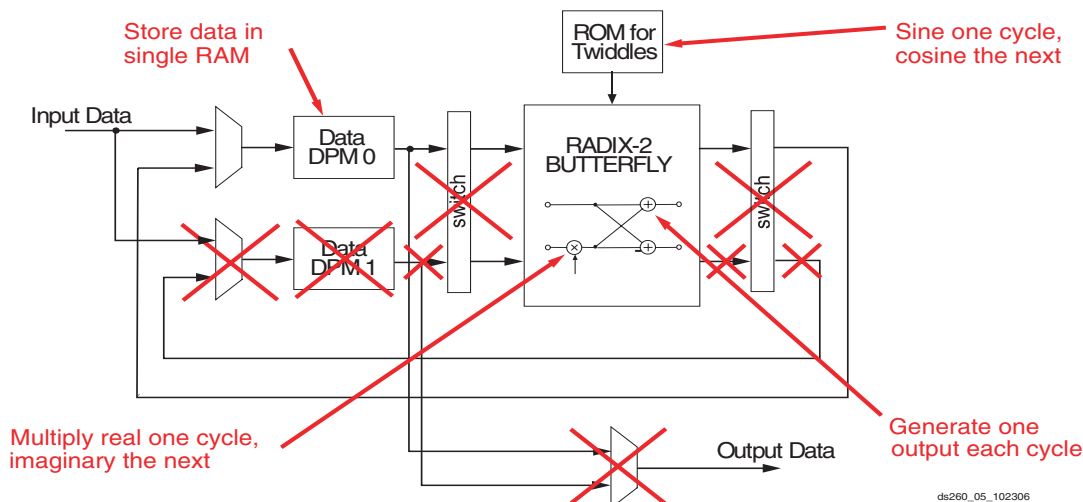 Store data in
single RAM
ROM for
Twiddles
Sine one cycle,
cosine the next
Input Data
Data
DPM 0
switch
RADIX-2
BUTTERFLY
switch
Data
DPM 1
Multiply real one cycle,
imaginary the next
Generate one
output each cycle
Output Data
ds260_05_102306